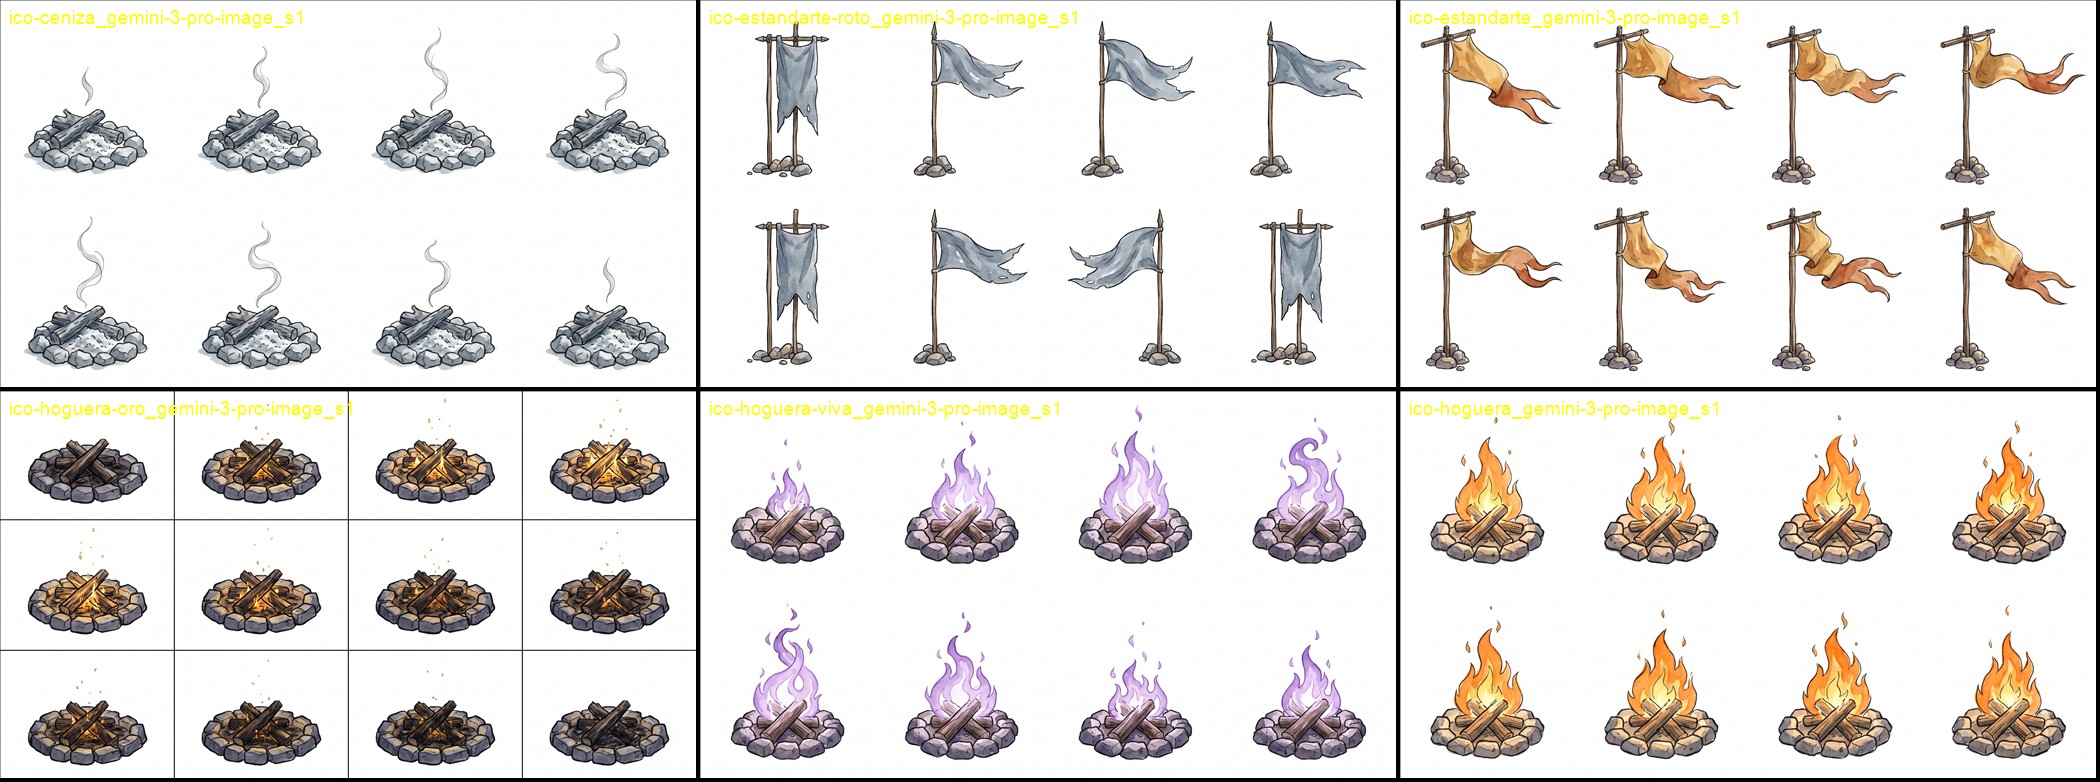 ico-ceniza_gemini-3-pro-image_s1
ico-estandarte-roto_gemini-3-pro-image_s1
ico-estandarte_gemini-3-pro-image_s1
ico-hoguera-oro_gemini-3-pro-image_s1
ico-hoguera-viva_gemini-3-pro-image_s1
ico-hoguera_gemini-3-pro-image_s1